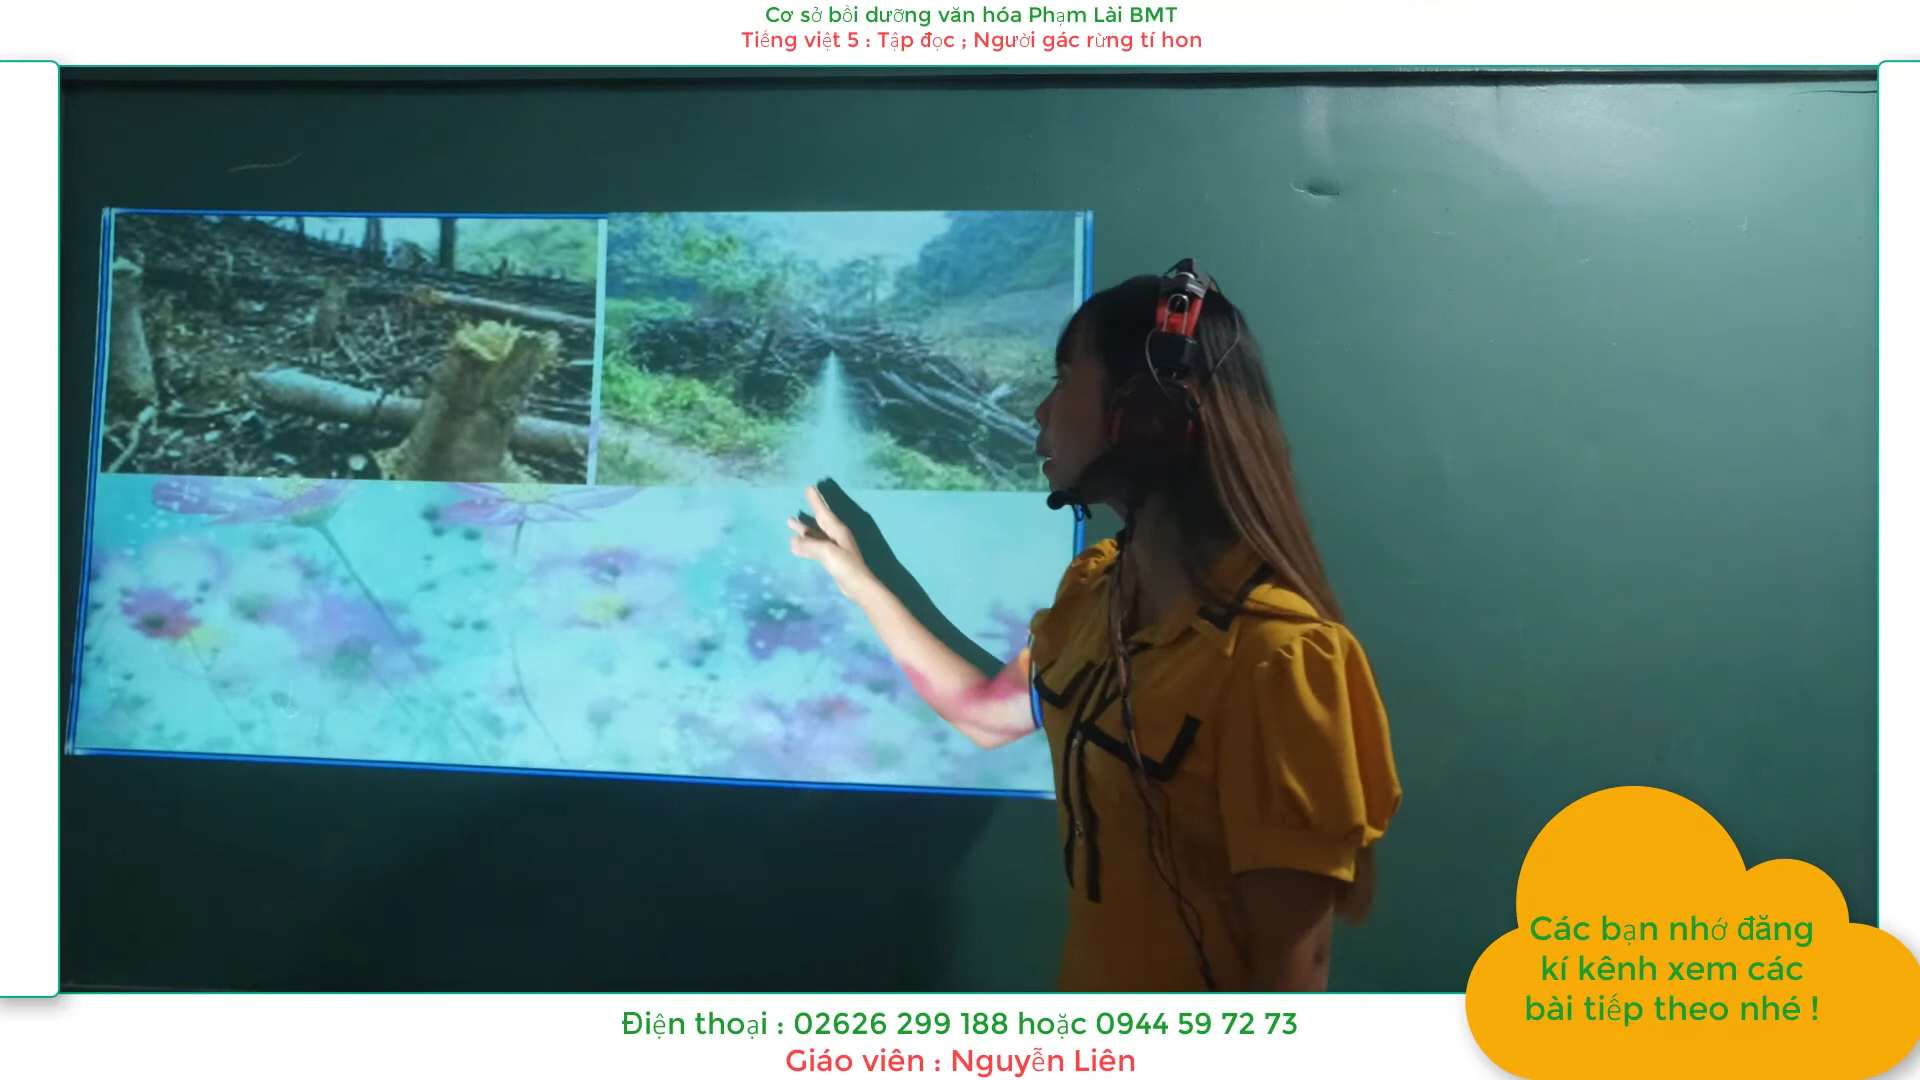 Cơ sở bồi dưỡng văn hóa Phạm Lài BMT
Tiếng việt 5 : Tập đọc ; Người gác rừng tí hon
Các bạn nhớ đăng
kí kênh xem các
bài tiếp theo nhé !
Điện thoại : 02626 299 188 hoặc 0944 59 72 73
Giáo viên : Nguyễn Liên